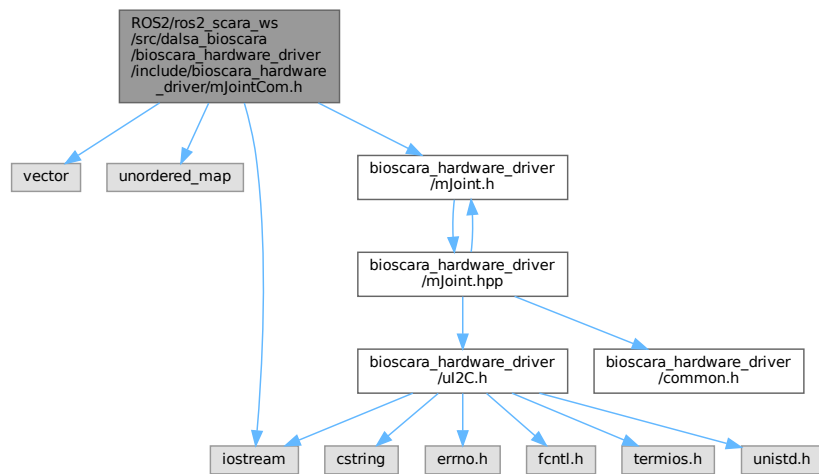 ROS2/ros2_scara_ws
/src/dalsa_bioscara
/bioscara_hardware_driver
/include/bioscara_hardware
_driver/mJointCom.h
vector
unordered_map
bioscara_hardware_driver
/mJoint.h
bioscara_hardware_driver
/mJoint.hpp
bioscara_hardware_driver
/uI2C.h
bioscara_hardware_driver
/common.h
iostream
cstring
errno.h
fcntl.h
termios.h
unistd.h